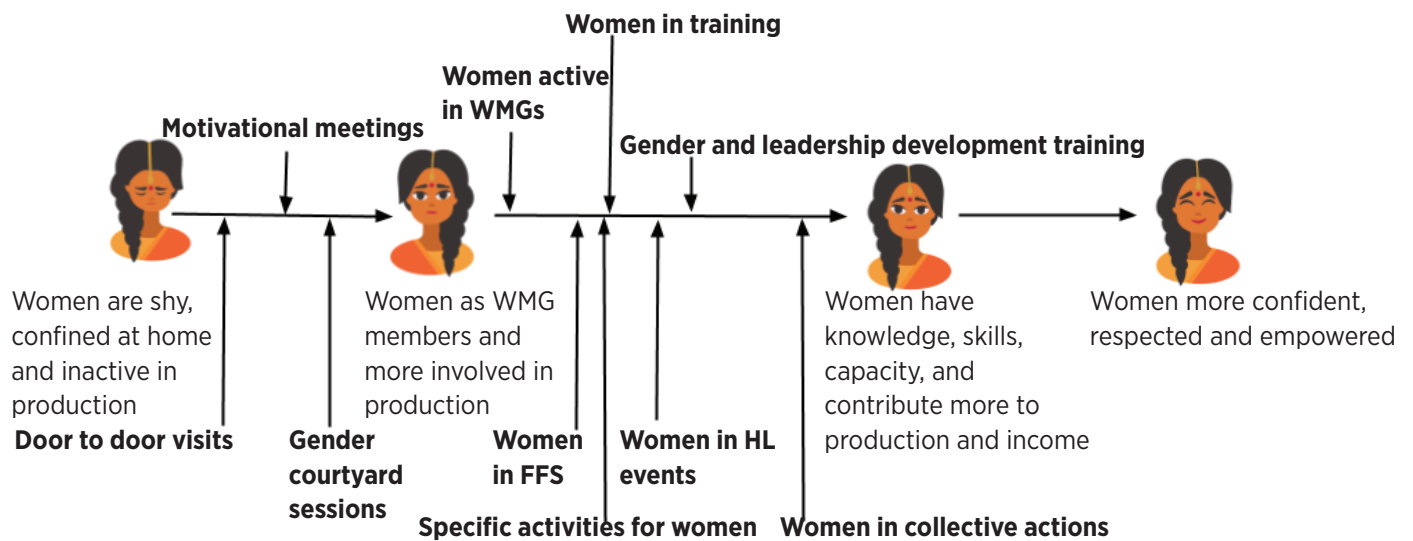 Women in training
Women active
in WMGs
Motivational meetings
Gender and leadership development training
Women are shy,
confined at home
and inactive in
production
Women as WMG
members and
more involved in
production
Women have
knowledge, skills,
capacity, and
contribute more to
production and income
Women more confident,
respected and empowered
Door to door visits
Gender
courtyard
sessions
Women
in FFS
Women in HL
events
Specific activities for women
Women in collective actions